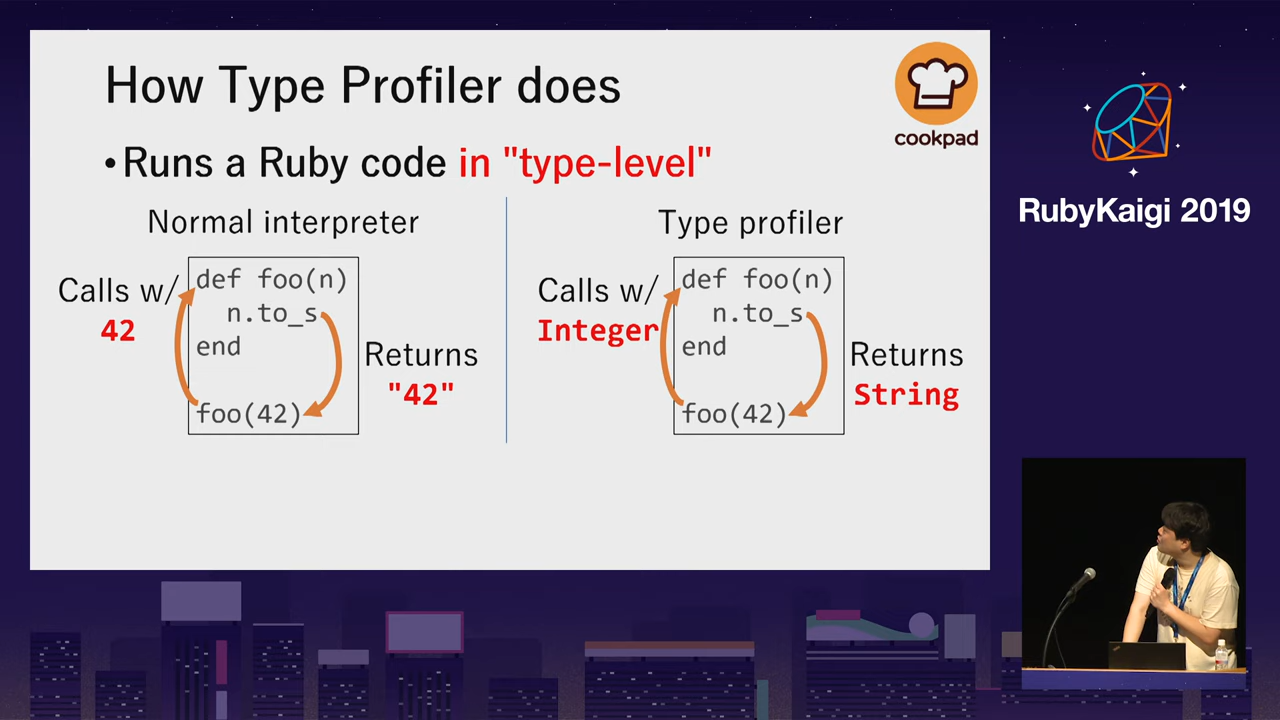 How Type Profiler does
cookpad
•Runs a Ruby code in "type-level"
Normal interpreter
Calls w/
42
def foo(n)
n.to_s
end
foo(42)
Returns
"42"
Type profiler
Calls w/
Integer
def foo(n)
n.to_s
end
foo(42)
Returns
String
RubyKaigi 2019